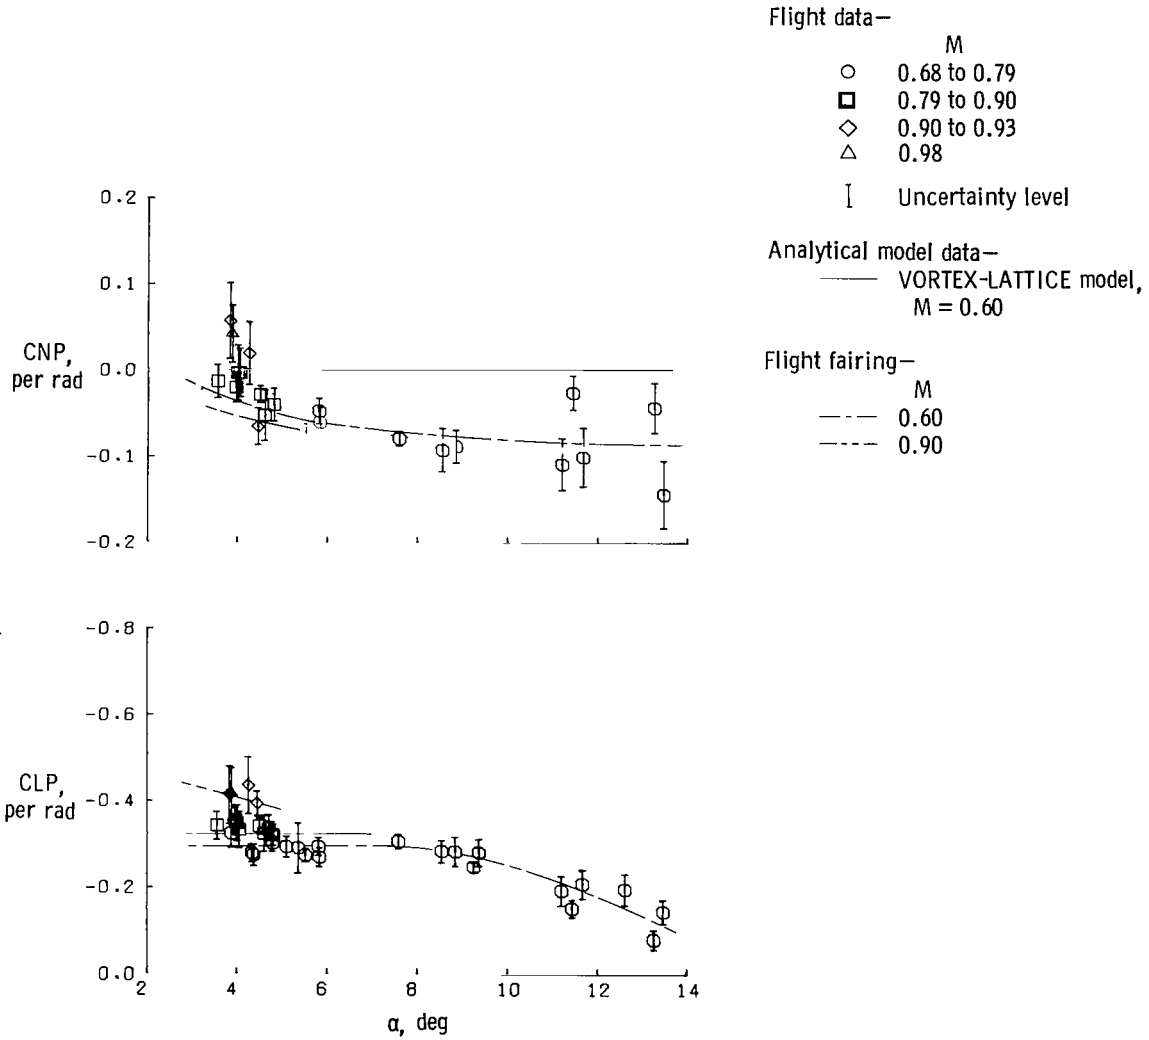 Flight data—
M
0.68 to 0.79
0.79 to 0.90
0.90 to 0.93
0.98
Uncertainty level
Analytical model data—
VORTEX-LATTICE model,
M = 0.60
Flight fairing—
M
0.60
0.90
0.2
0.1
0.0
-0.1
-0.2
CNP,
per rad
-0.8
-0.6
-0.4
-0.2
0.0
CLP,
per rad
2 4 6 8 10 12 14
α, deg